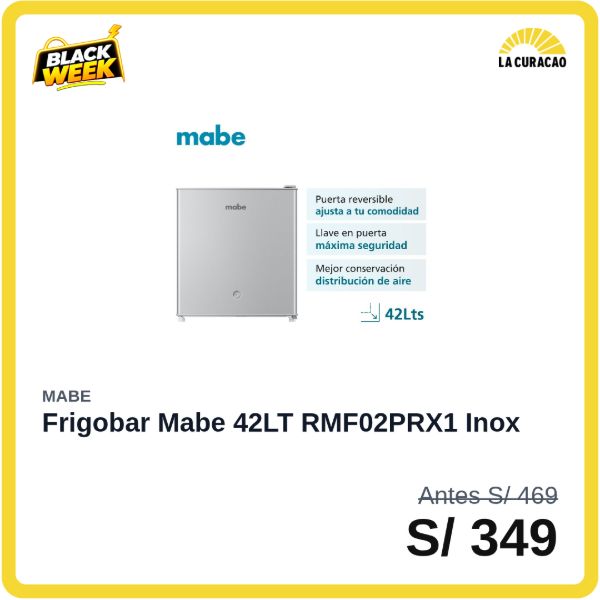 BLACK
WEEK
LA CURACAO
mabe
mabe
Puerta reversible
ajusta a tu comodidad
Llave en puerta
máxima seguridad
Mejor conservación
distribución de aire
42Lts
MABE
Frigobar Mabe 42LT RMF02PRX1 Inox
Antes S/ 469
S/ 349